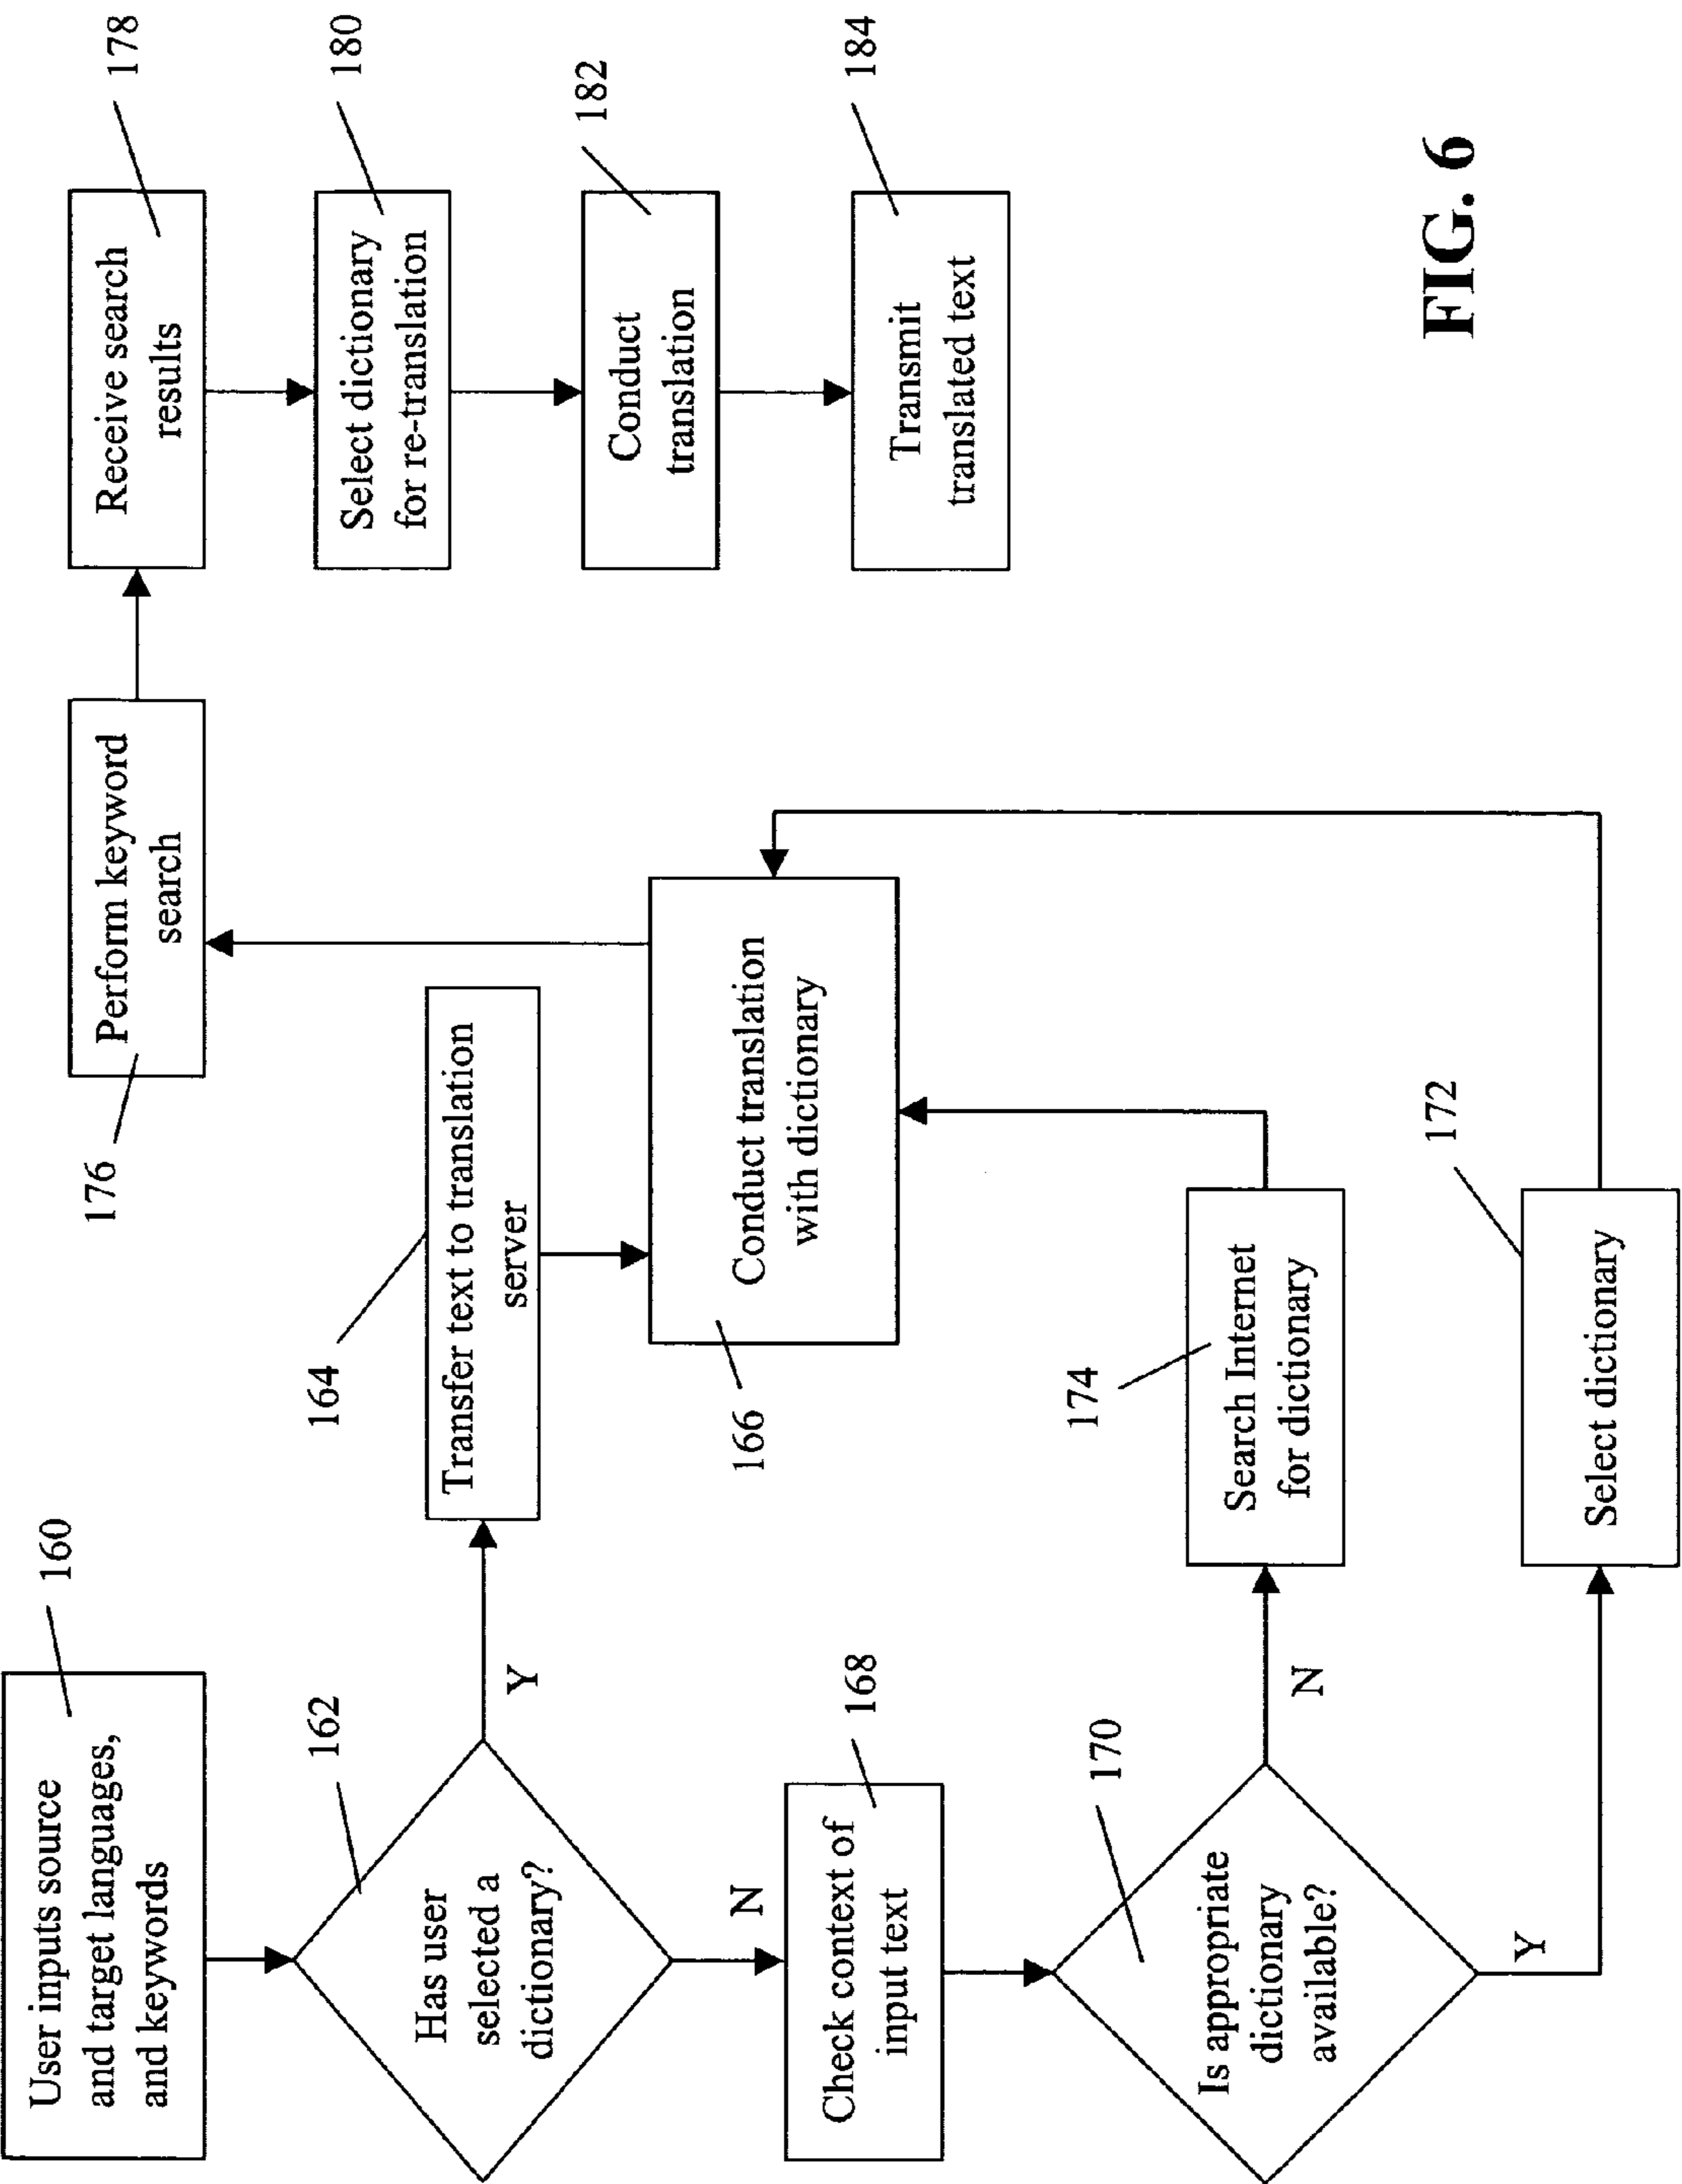 User inputs source
and target languages,
and keywords
160
Has user
selected a
dictionary?
162
Y
N
Transfer text to translation
server
164
Conduct translation
with dictionary
166
Check context of
input text
168
Is appropriate
dictionary
available?
170
N
Y
Search Internet
for dictionary
174
Select dictionary
172
Perform keyword
search
176
Receive search
results
178
Select dictionary
for re-translation
180
Conduct
translation
182
Transmit
translated text
184
FIG. 6